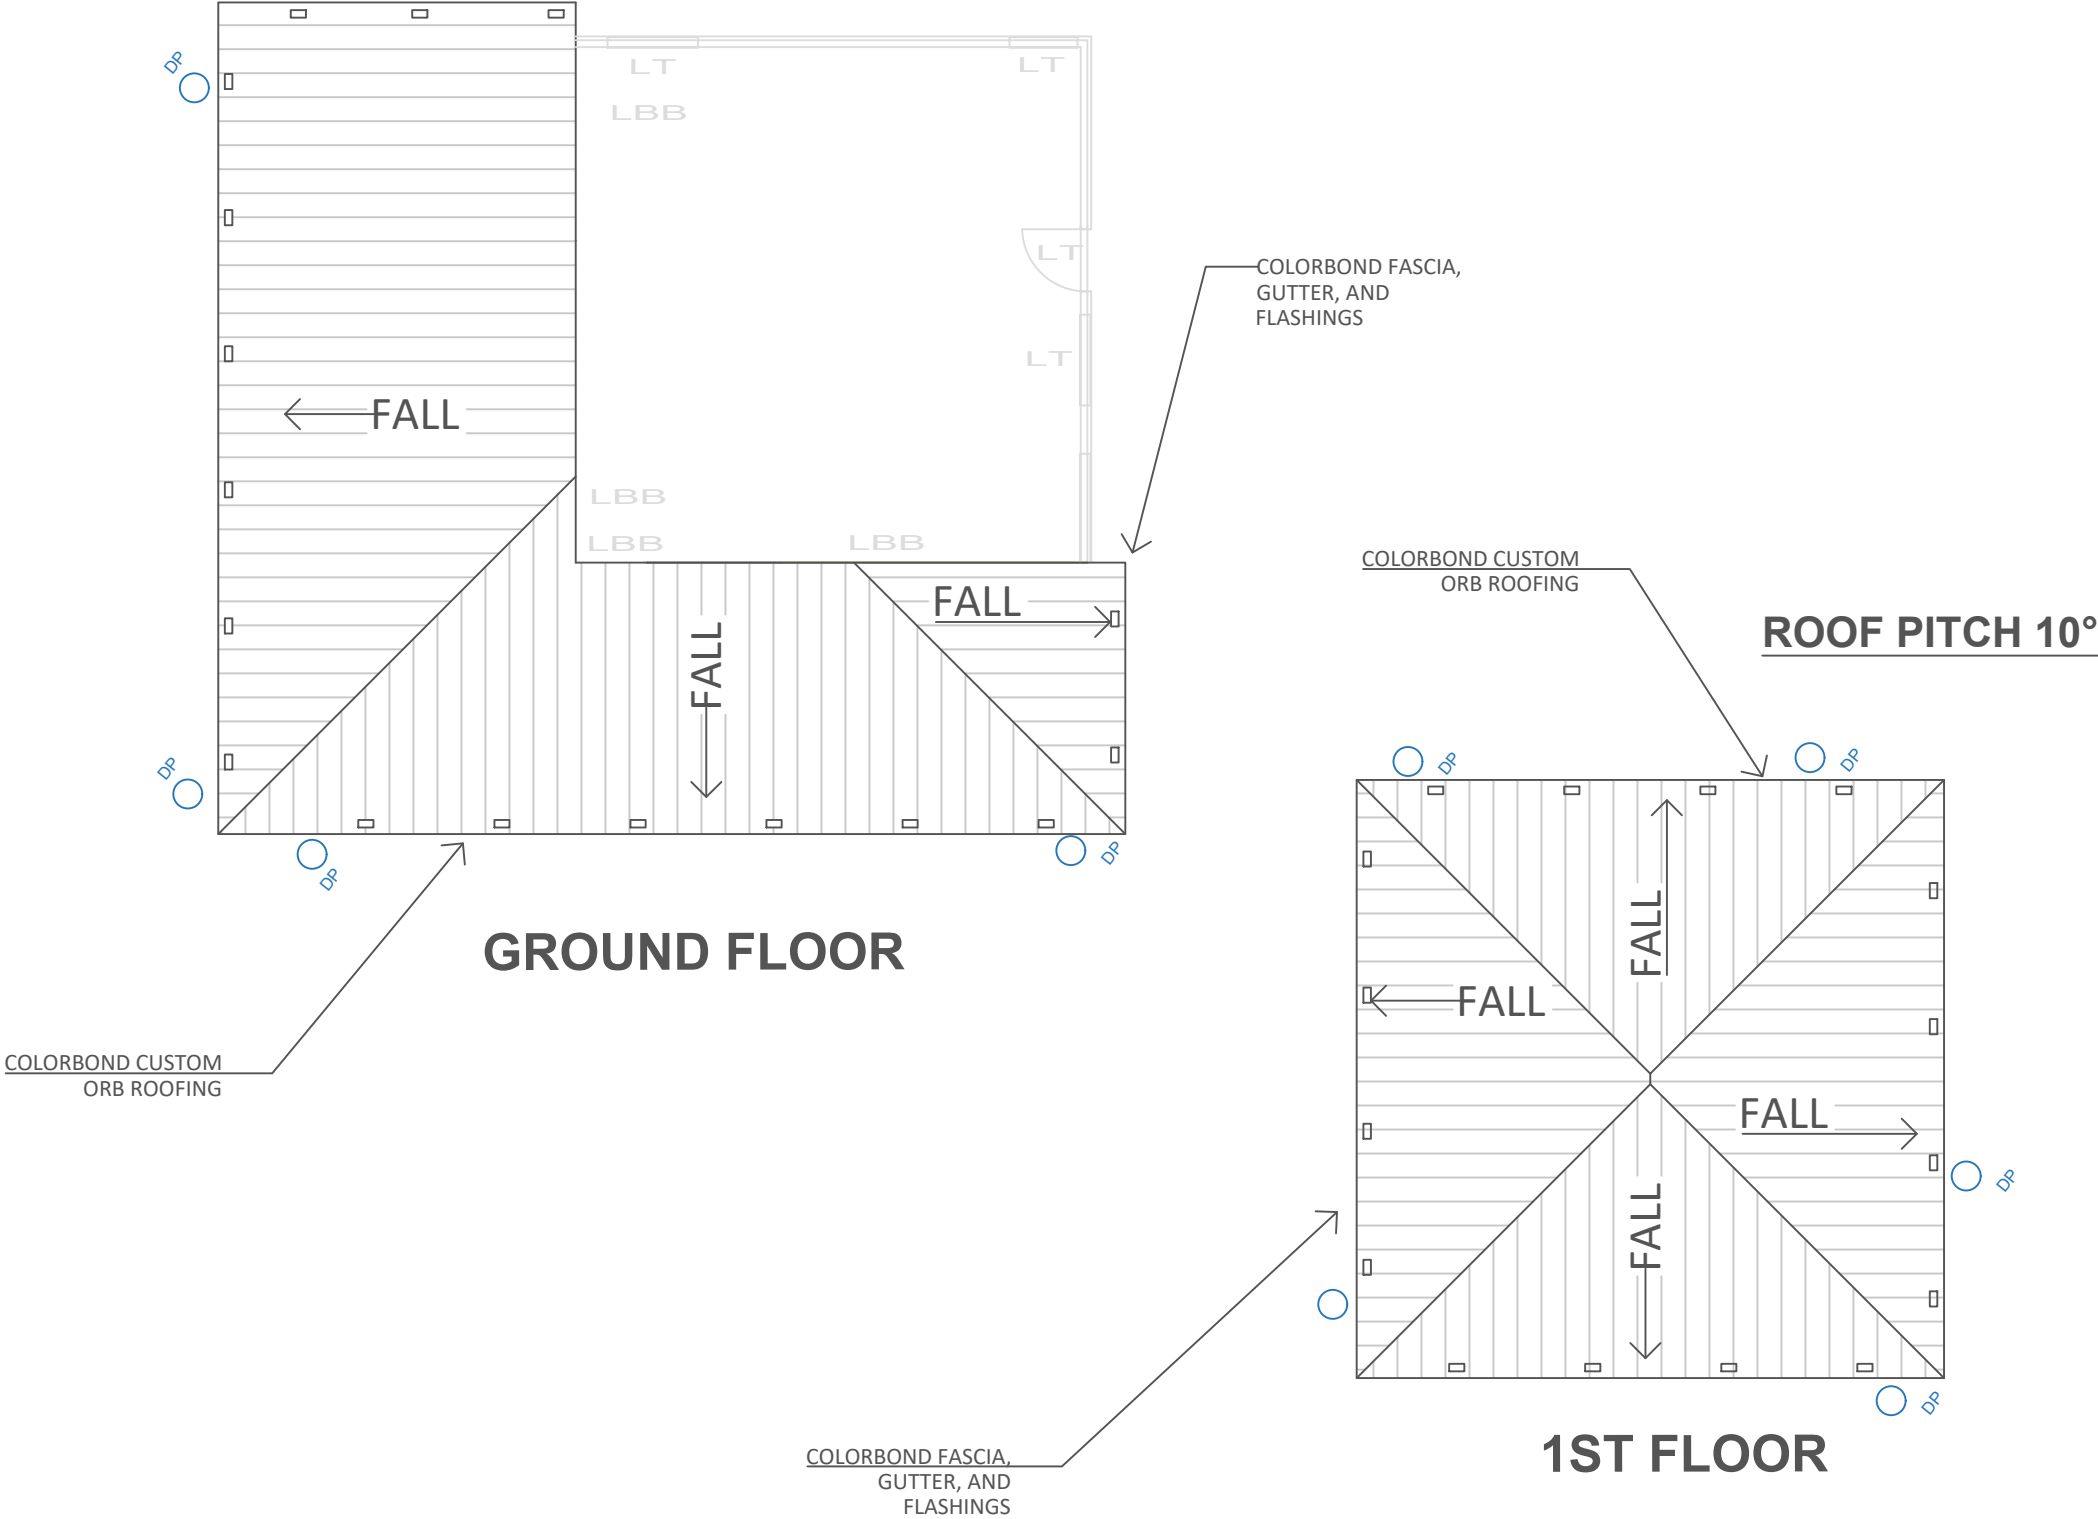 DP
LT
LT
LBB
LT
COLORBOND FASCIA,
GUTTER, AND
FLASHINGS
LT
FALL
LBB
LBB
LBB
FALL
FALL
DP
DP
DP
GROUND FLOOR
COLORBOND CUSTOM
ORB ROOFING
COLORBOND CUSTOM
ORB ROOFING
ROOF PITCH 10°
DP
DP
FALL
FALL
FALL
FALL
DP
DP
1ST FLOOR
COLORBOND FASCIA,
GUTTER, AND
FLASHINGS